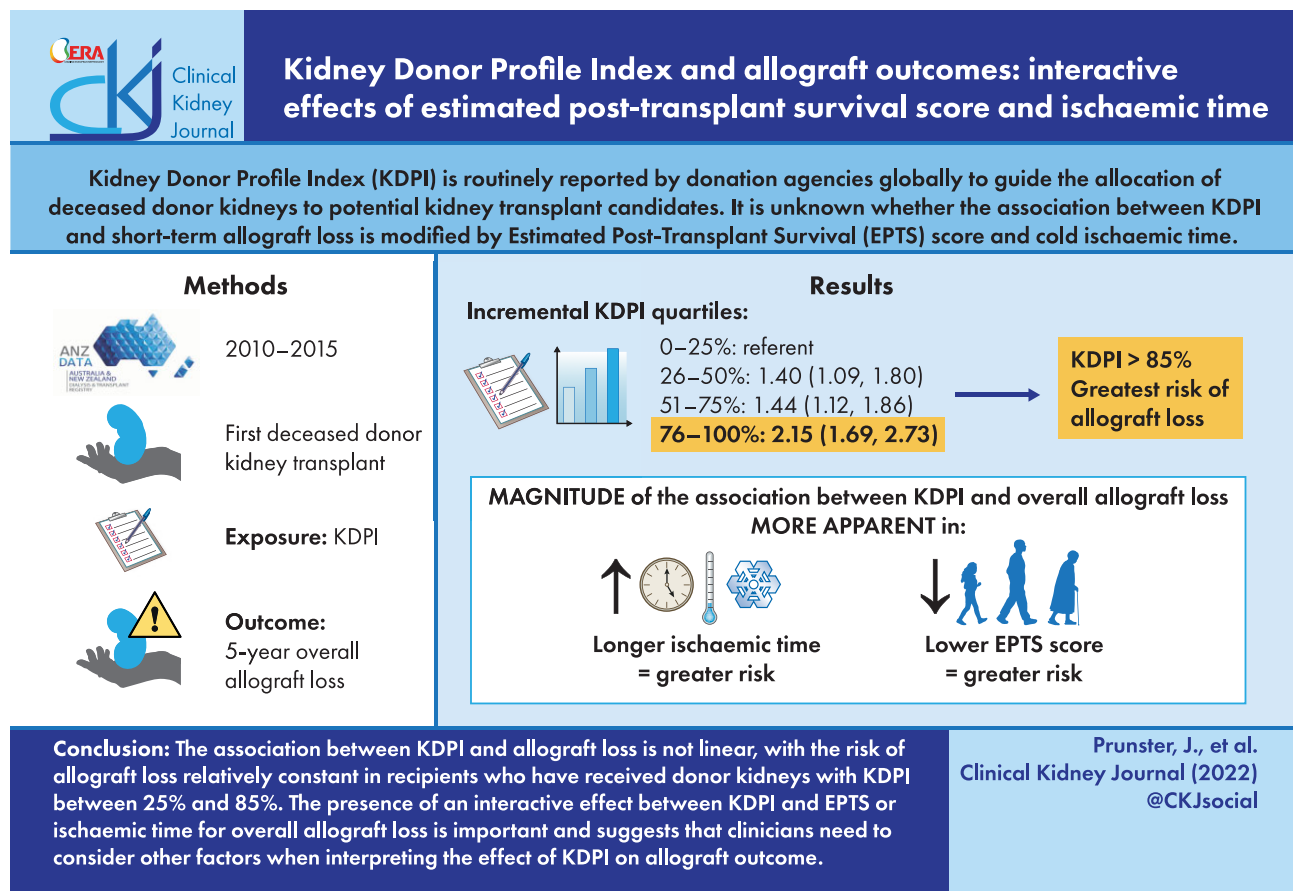 ERA
ckj
Clinical
Kidney
Journal
Kidney Donor Profile Index and allograft outcomes: interactive
effects of estimated post-transplant survival score and ischaemic time
Kidney Donor Profile Index (KDPI) is routinely reported by donation agencies globally to guide the allocation of
deceased donor kidneys to potential kidney transplant candidates. It is unknown whether the association between KDPI
and short-term allograft loss is modified by Estimated Post-Transplant Survival (EPTS) score and cold ischaemic time.
Methods
ANZ
DATA
AUSTRALIA &
NEW ZEALAND
DIALYSIS & TRANSPLANT
REGISTRY
2010–2015
First deceased donor
kidney transplant
Exposure: KDPI
Outcome:
5-year overall
allograft loss
Results
Incremental KDPI quartiles:
0–25%: referent
26–50%: 1.40 (1.09, 1.80)
51–75%: 1.44 (1.12, 1.86)
76–100%: 2.15 (1.69, 2.73)
KDPI > 85%
Greatest risk of
allograft loss
MAGNITUDE of the association between KDPI and overall allograft loss
MORE APPARENT in:
Longer ischaemic time
= greater risk
Lower EPTS score
= greater risk
Conclusion: The association between KDPI and allograft loss is not linear, with the risk of
allograft loss relatively constant in recipients who have received donor kidneys with KDPI
between 25% and 85%. The presence of an interactive effect between KDPI and EPTS or
ischaemic time for overall allograft loss is important and suggests that clinicians need to
consider other factors when interpreting the effect of KDPI on allograft outcome.
Prunster, J., et al.
Clinical Kidney Journal (2022)
@CKJsocial